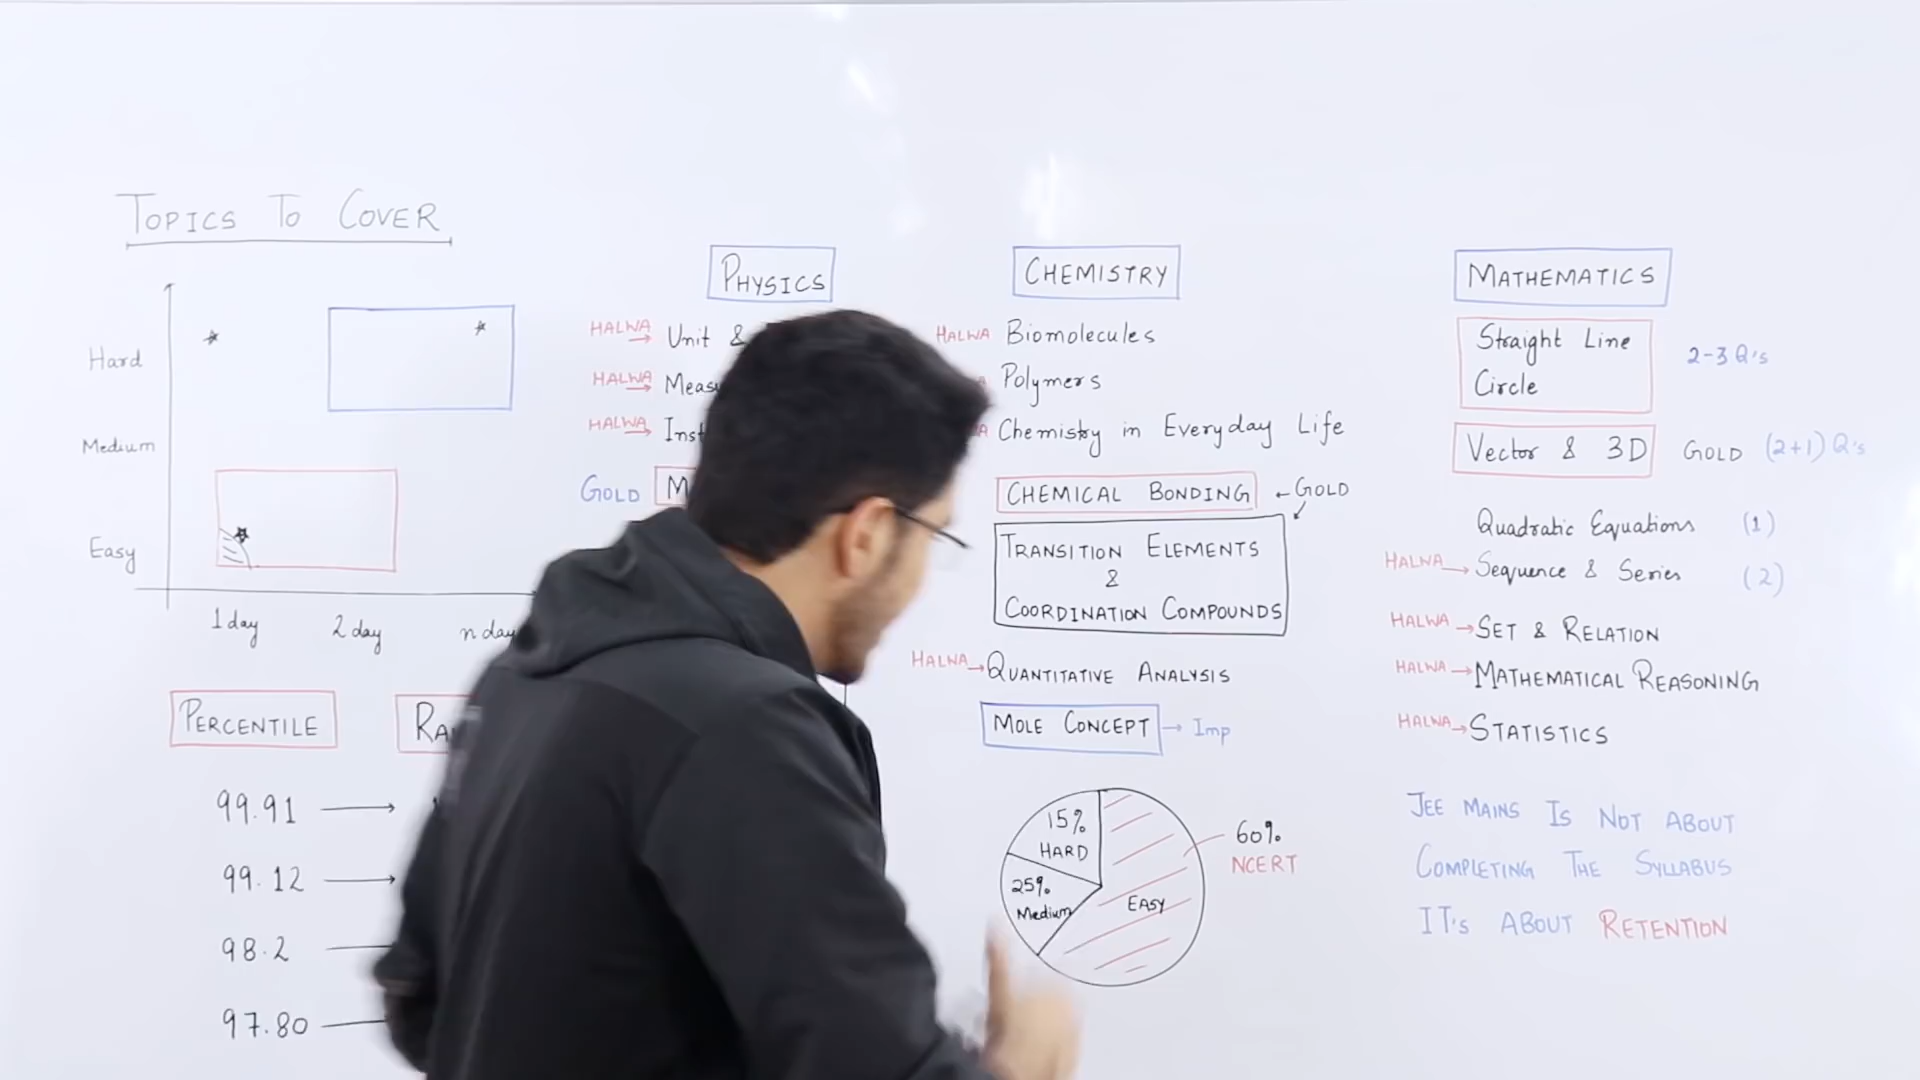 TOPICS TO COVER
Hard
Medium
Easy
1 day
2 day
n day
PERCENTILE
99.91
99.12
98.2
97.80
PHYSICS
HALWA → Unit &
HALWA →
HALWA →
GOLD
CHEMISTRY
HALWA Biomolecules
Polymers
Chemistry in Everyday Life
CHEMICAL BONDING ← GOLD
TRANSITION ELEMENTS
&
COORDINATION COMPOUNDS
HALWA → QUANTITATIVE ANALYSIS
MOLE CONCEPT → Imp
15%
HARD
25%
Medium
EASY
60%
NCERT
MATHEMATICS
Straight Line
Circle
2-3 Q's
Vector & 3D GOLD (2+1) Q's
Quadratic Equations (1)
HALWA → Sequence & Series (2)
HALWA → SET & RELATION
HALWA → MATHEMATICAL REASONING
HALWA → STATISTICS
JEE MAINS IS NOT ABOUT
COMPLETING THE SYLLABUS
IT's ABOUT RETENTION